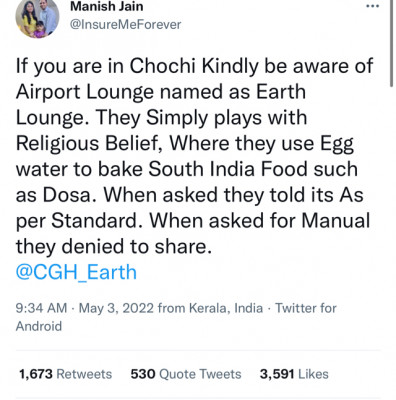 Manish Jain
@InsureMeForever
If you are in Chochi Kindly be aware of
Airport Lounge named as Earth
Lounge. They Simply plays with
Religious Belief, Where they use Egg
water to bake South India Food such
as Dosa. When asked they told its As
per Standard. When asked for Manual
they denied to share.
@CGH_Earth
9:34 AM · May 3, 2022 from Kerala, India · Twitter for
Android
1,673 Retweets 530 Quote Tweets 3,591 Likes